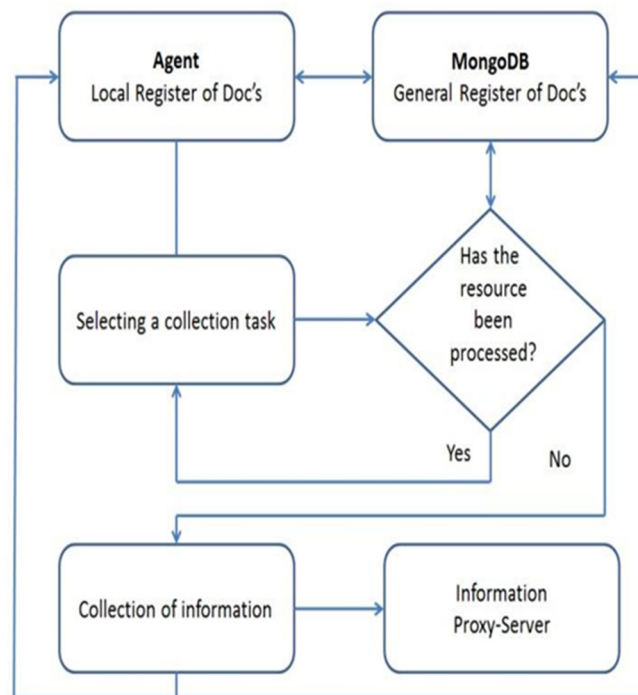 Agent
Local Register of Doc's
MongoDB
General Register of Doc's
Selecting a collection task
Has the
resource
been
processed?
Yes
No
Collection of information
Information
Proxy-Server